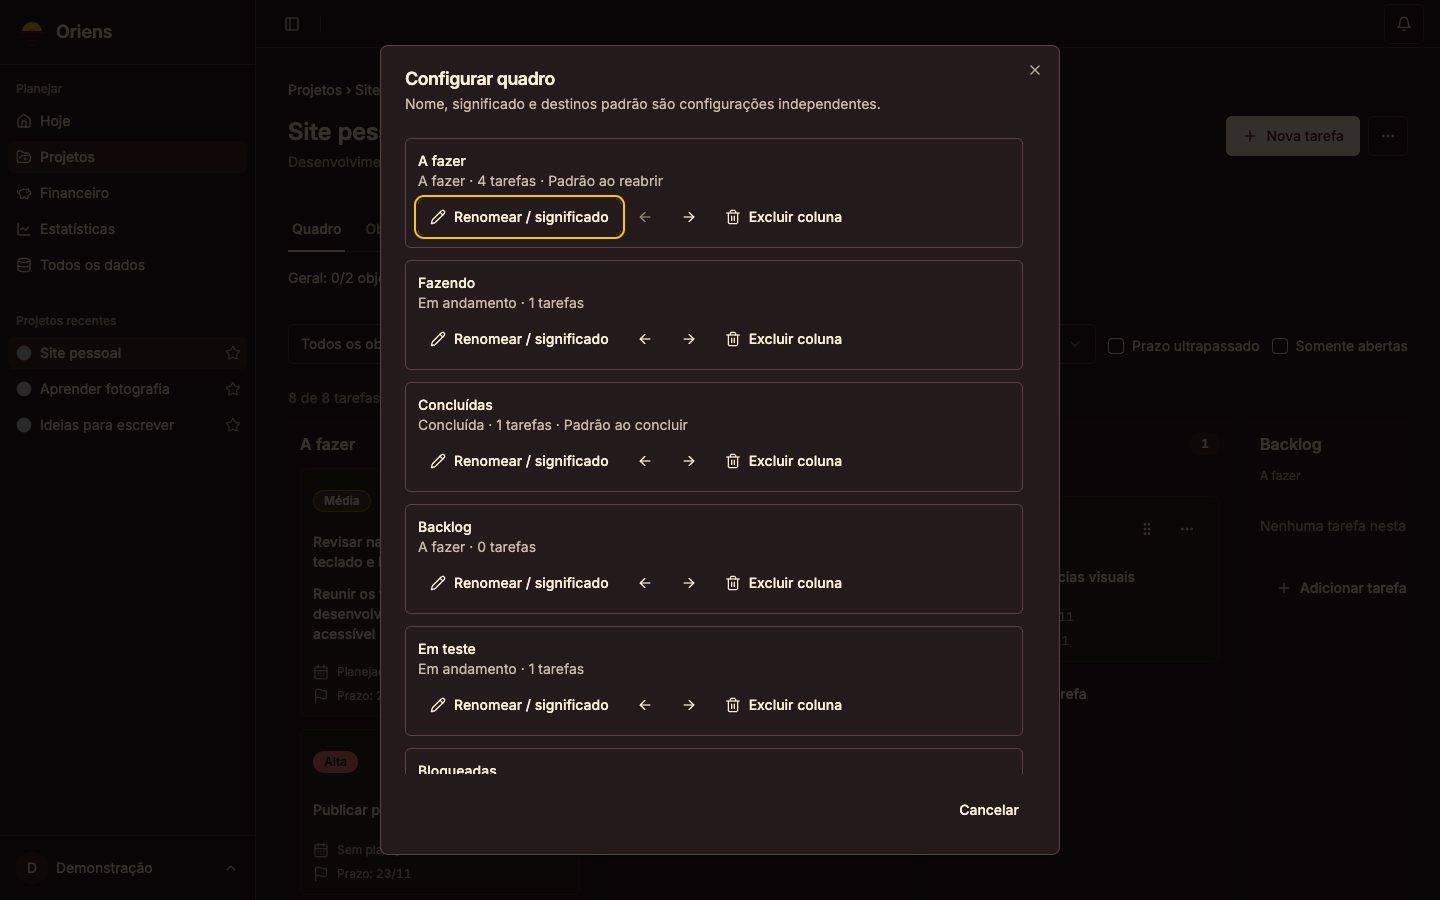 Oriens
Planejar
Hoje
Projetos
Financeiro
Estatísticas
Todos os dados
Projetos recentes
Site pessoal
Aprender fotografia
Ideias para escrever
D
Demonstração
Projetos › Site
Site pes
Desenvolvime
Nova tarefa
Quadro
Geral: 0/2 obje
Todos os ob
Prazo ultrapassado
Somente abertas
8 de 8 tarefas
A fazer
Média
Revisar na
teclado e l
Reunir os
desenvolv
acessível
Planeja
Prazo: 2
Alta
Publicar p
Sem pla
Prazo: 23/11
1
cias visuais
11
1
refa
Backlog
A fazer
Nenhuma tarefa nesta
Adicionar tarefa
Configurar quadro
Nome, significado e destinos padrão são configurações independentes.
A fazer
A fazer · 4 tarefas · Padrão ao reabrir
Renomear / significado
Excluir coluna
Fazendo
Em andamento · 1 tarefas
Renomear / significado
Excluir coluna
Concluídas
Concluída · 1 tarefas · Padrão ao concluir
Renomear / significado
Excluir coluna
Backlog
A fazer · 0 tarefas
Renomear / significado
Excluir coluna
Em teste
Em andamento · 1 tarefas
Renomear / significado
Excluir coluna
Bloqueadas
Cancelar